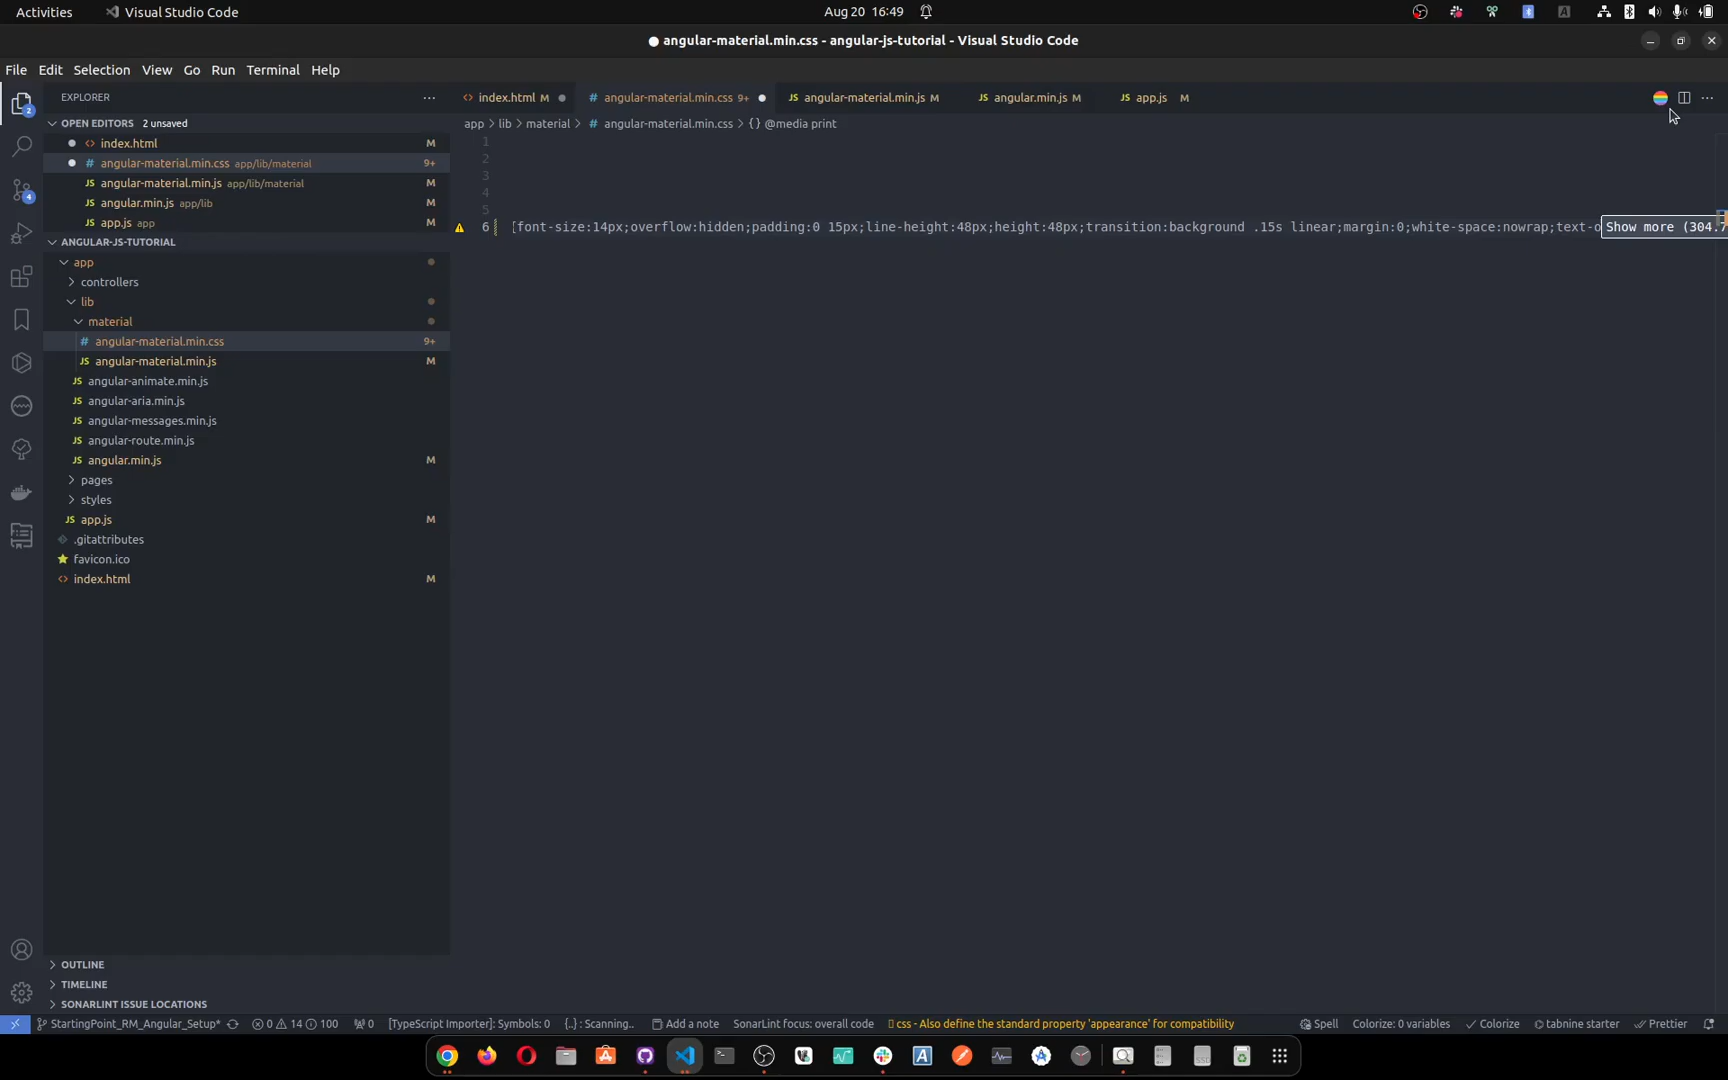 Activities
Visual Studio Code
Aug 20 16:49
angular-material.min.css - angular-js-tutorial - Visual Studio Code
File Edit Selection View Go Run Terminal Help
EXPLORER
index.html M
angular-material.min.css 9+
angular-material.min.js M
angular.min.js M
app.js M
OPEN EDITORS 2 unsaved
app > lib > material > # angular-material.min.css > {} @media print
<> index.html M
# angular-material.min.css app/lib/material 9+
JS angular-material.min.js app/lib/material M
JS angular.min.js app/lib M
JS app.js app M
1
2
3
4
5
6 font-size:14px;overflow:hidden;padding:0 15px;line-height:48px;height:48px;transition:background .15s linear;margin:0;white-space:nowrap;text-o
Show more (304.7
ANGULAR-JS-TUTORIAL
app
controllers
lib
material
# angular-material.min.css 9+
JS angular-material.min.js M
JS angular-animate.min.js
JS angular-aria.min.js
JS angular-messages.min.js
JS angular-route.min.js
JS angular.min.js M
pages
styles
JS app.js M
.gitattributes
favicon.ico
<> index.html M
OUTLINE
TIMELINE
SONARLINT ISSUE LOCATIONS
2
4
StartingPoint_RM_Angular_Setup* 0 14 100 0 [TypeScript Importer]: Symbols: 0 {..} : Scanning.. Add a note SonarLint focus: overall code css - Also define the standard property 'appearance' for compatibility Spell Colorize: 0 variables Colorize tabnine starter Prettier